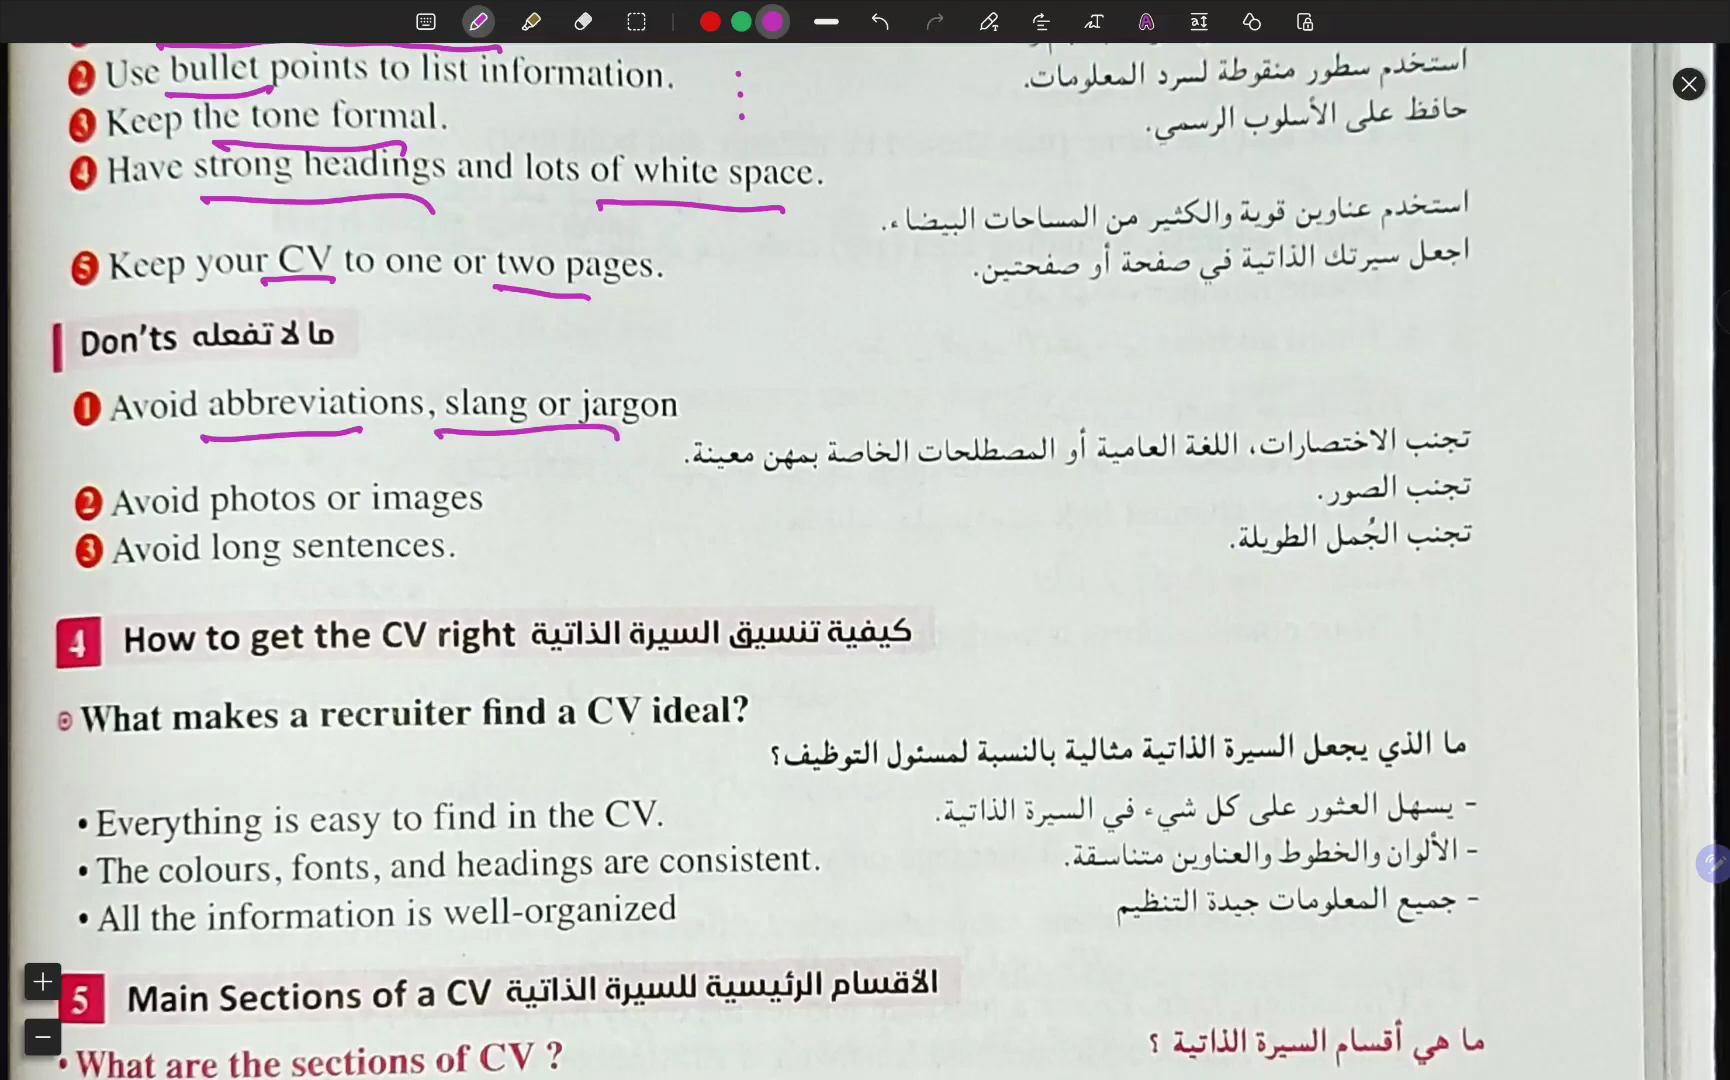 2 Use bullet points to list information. استخدم سطور منقوطة لسرد المعلومات.
3 Keep the tone formal. حافظ على الأسلوب الرسمي.
4 Have strong headings and lots of white space.
استخدم عناوين قوية والكثير من المساحات البيضاء.
5 Keep your CV to one or two pages. اجعل سيرتك الذاتية في صفحة أو صفحتين.
Don'ts ما لا تفعله
1 Avoid abbreviations, slang or jargon
تجنب الاختصارات، اللغة العامية أو المصطلحات الخاصة بمهن معينة.
2 Avoid photos or images تجنب الصور.
3 Avoid long sentences. تجنب الجُمل الطويلة.
4 How to get the CV right كيفية تنسيق السيرة الذاتية
What makes a recruiter find a CV ideal?
ما الذي يجعل السيرة الذاتية مثالية بالنسبة لمسئول التوظيف؟
• Everything is easy to find in the CV. - يسهل العثور على كل شيء في السيرة الذاتية.
• The colours, fonts, and headings are consistent. - الألوان والخطوط والعناوين متناسقة.
• All the information is well-organized - جميع المعلومات جيدة التنظيم
5 Main Sections of a CV الأقسام الرئيسية للسيرة الذاتية
• What are the sections of CV ? ما هي أقسام السيرة الذاتية ؟